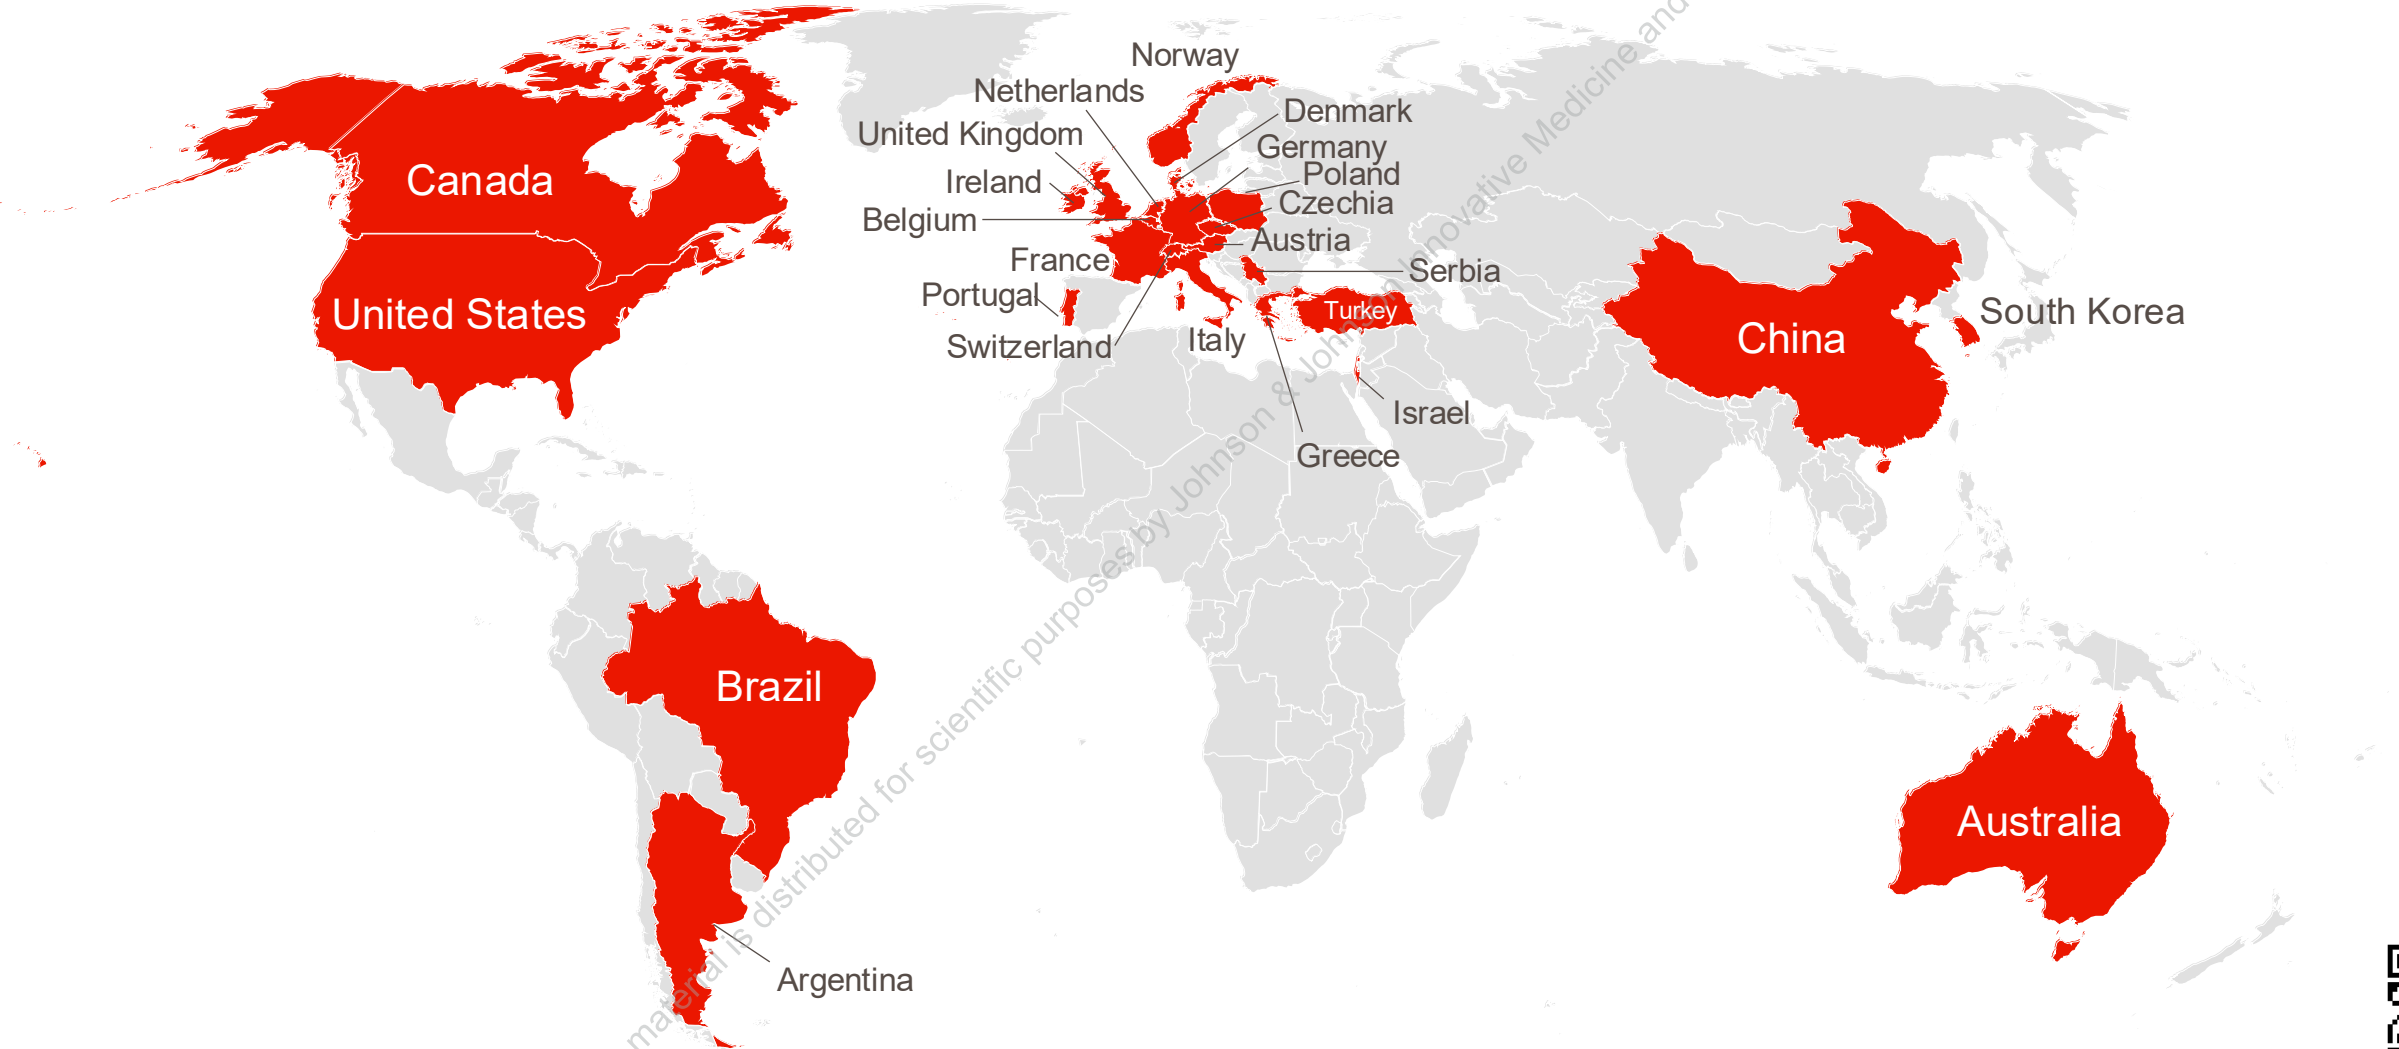 Norway
Netherlands
Denmark
United Kingdom
Germany
Poland
Canada
Ireland
Czechia
Belgium
Austria
France
Serbia
Portugal
United States
Turkey
South Korea
China
Switzerland
Italy
Israel
Greece
Brazil
Australia
Argentina
material is distributed for scientific purposes by Johnson & Johnson Innovative Medicine and